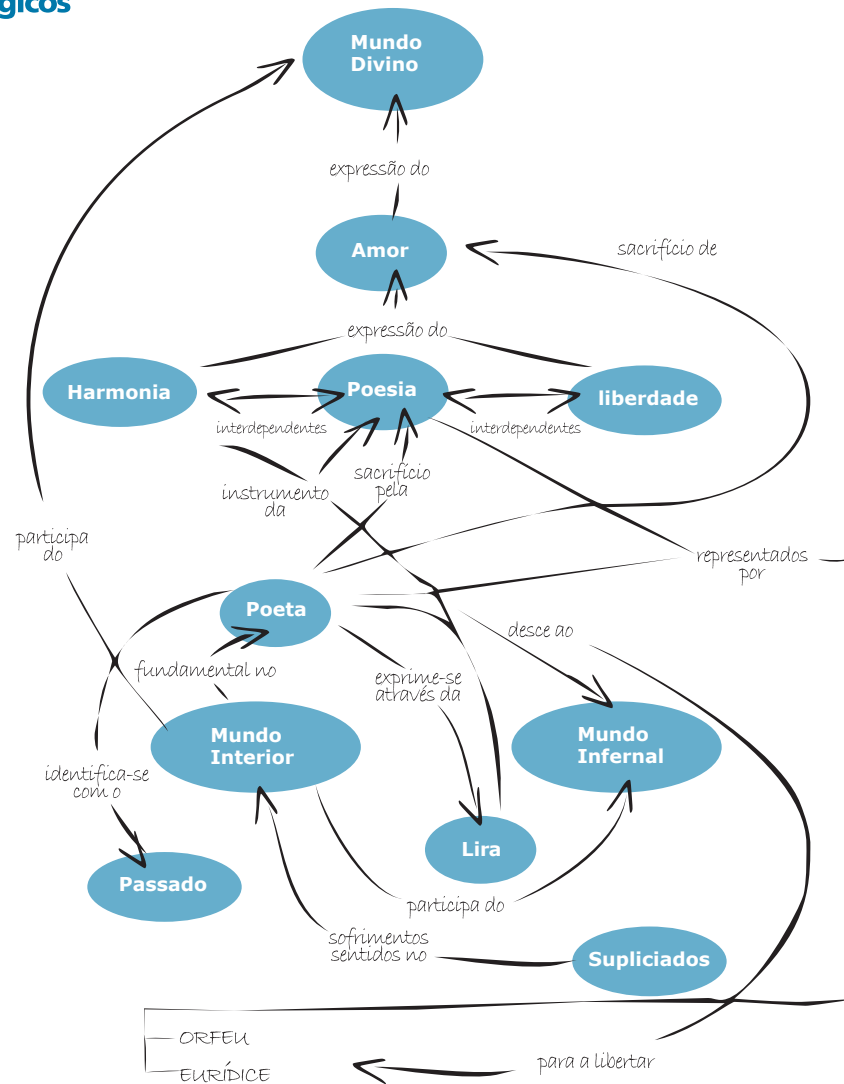 gicos
Mundo
Divino
expressão do
Amor
sacrifício de
expressão do
Harmonia
Poesia
liberdade
interdependentes
interdependentes
instrumento
da
sacrifício
pela
participa
do
representados
por
Poeta
desce ao
fundamental no
exprime-se
através da
Mundo
Interior
Mundo
Infernal
identifica-se
com o
Lira
Passado
participa do
sofrimentos
sentidos no
Supliciados
ORFEU
EURÍDICE
para a libertar